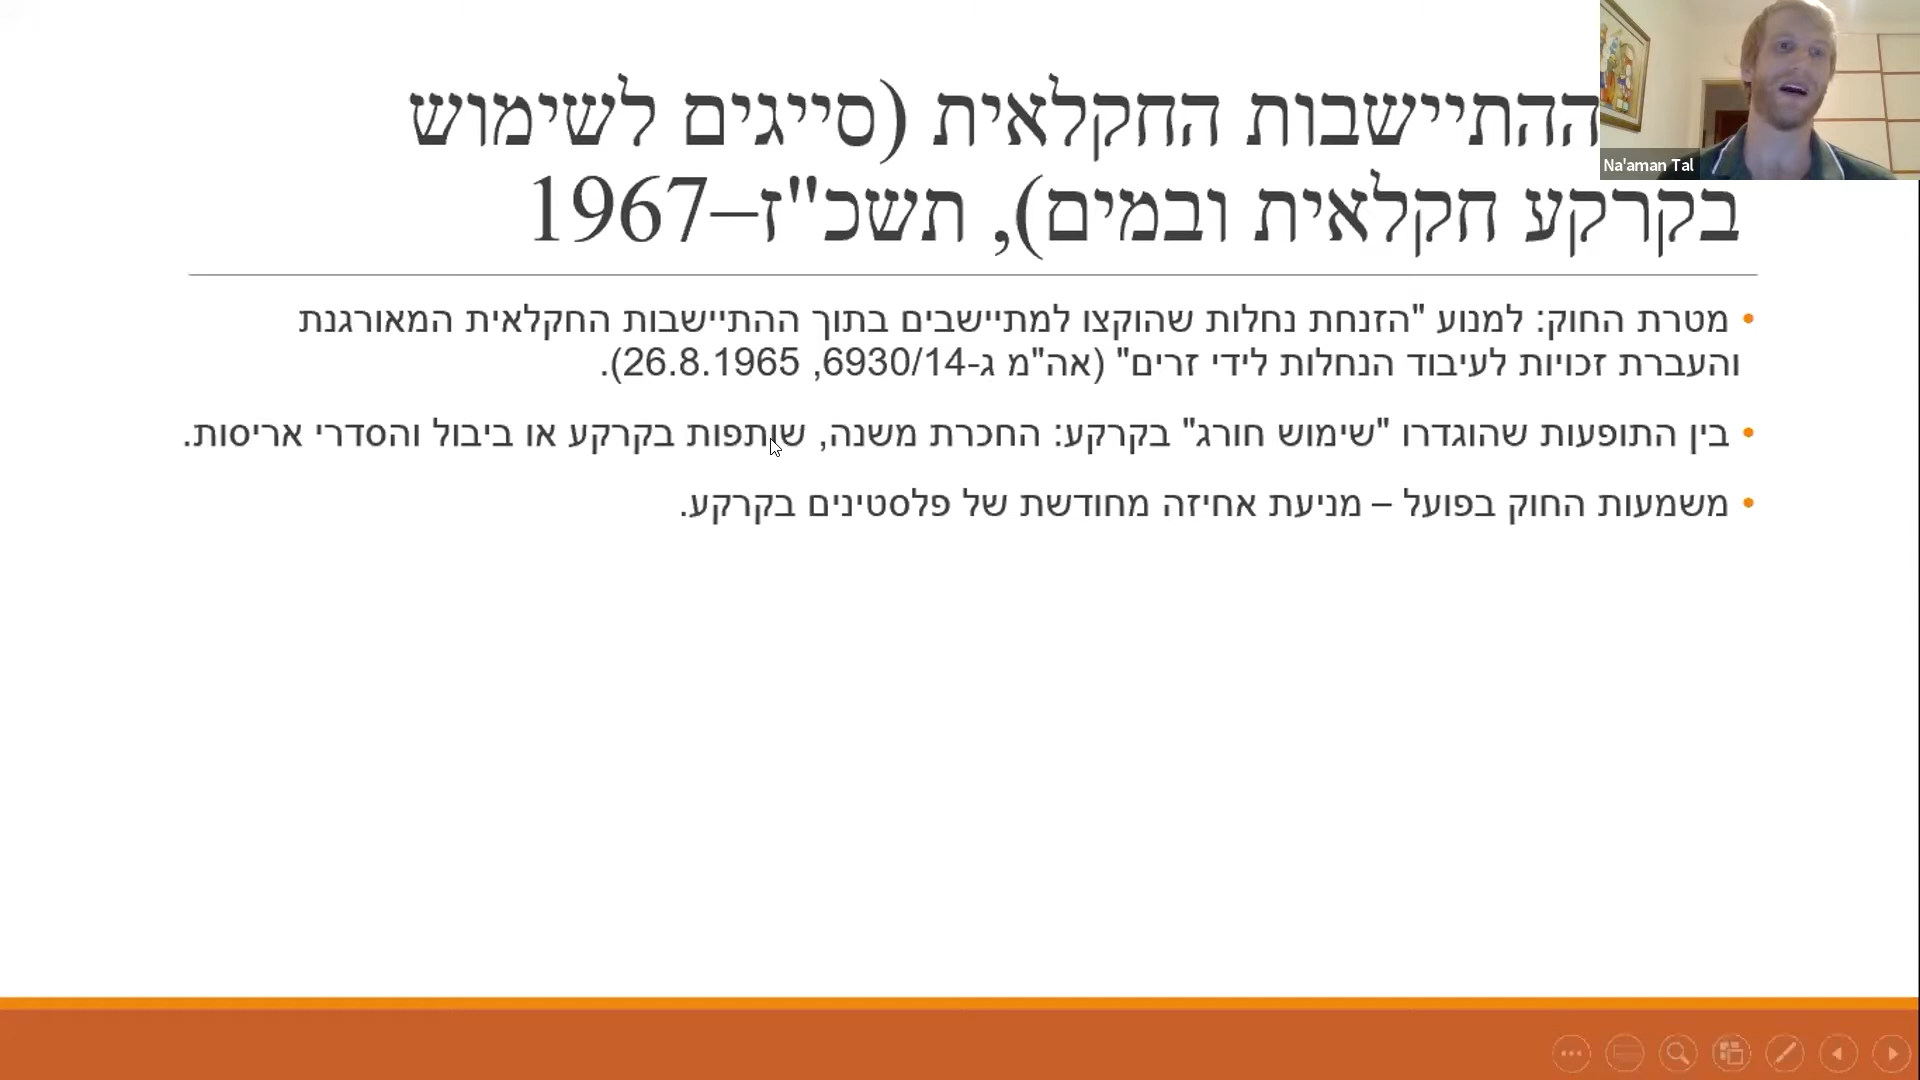 ההתיישבות החקלאית (סייגים לשימוש
בקרקע חקלאית ובמים), תשכ"ז–1967
• מטרת החוק: למנוע "הזנחת נחלות שהוקצו למתיישבים בתוך ההתיישבות החקלאית המאורגנת
והעברת זכויות לעיבוד הנחלות לידי זרים" (אה"מ ג-6930/14, 26.8.1965).
• בין התופעות שהוגדרו "שימוש חורג" בקרקע: החכרת משנה, שותפות בקרקע או ביבול והסדרי אריסות.
• משמעות החוק בפועל – מניעת אחיזה מחודשת של פלסטינים בקרקע.
Na'aman Tal